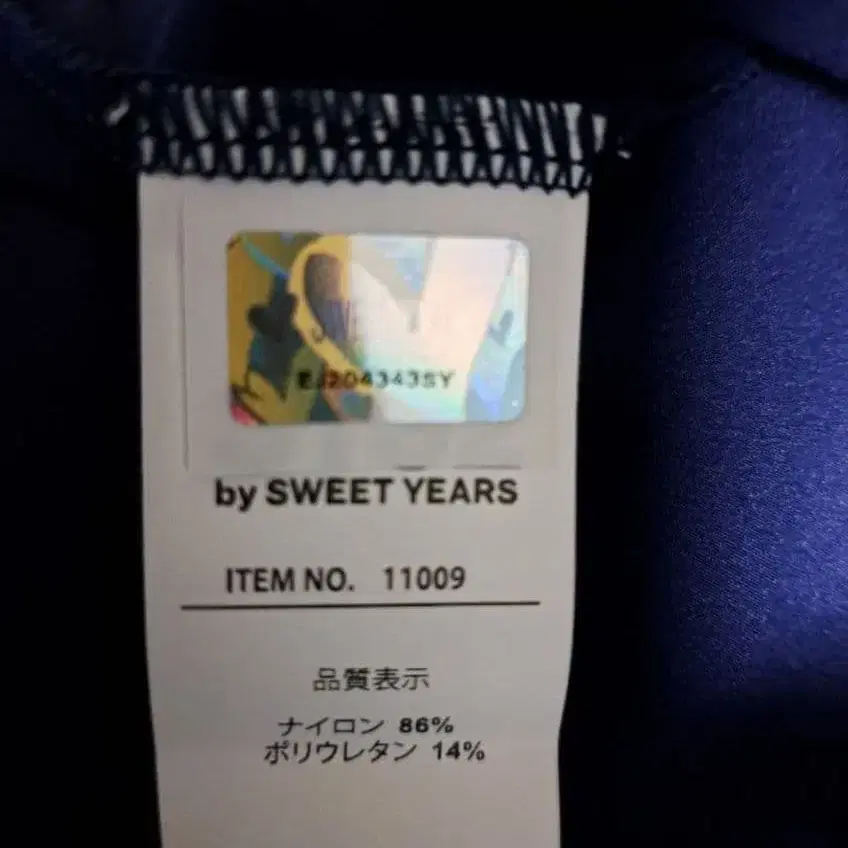 EJ204343SY
by SWEET YEARS
ITEM NO. 11009
品質表示
ナイロン 86%
ポリウレタン 14%